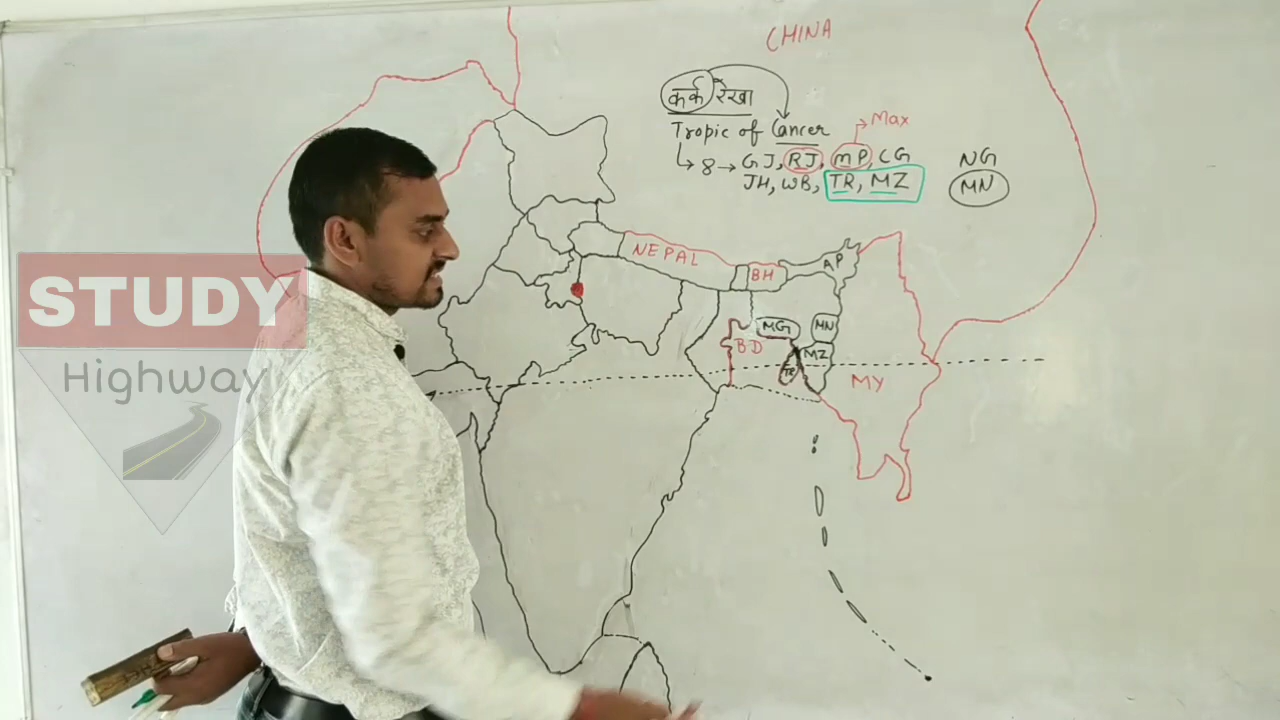 CHINA
कर्क रेखा
Max
Tropic of Cancer
8 → GJ, RJ, MP, CG
NG
JH, WB, TR, MZ
MN
NEPAL
BH
AP
STUDY
Highway
MG
MN
BD
MZ
TR
MY